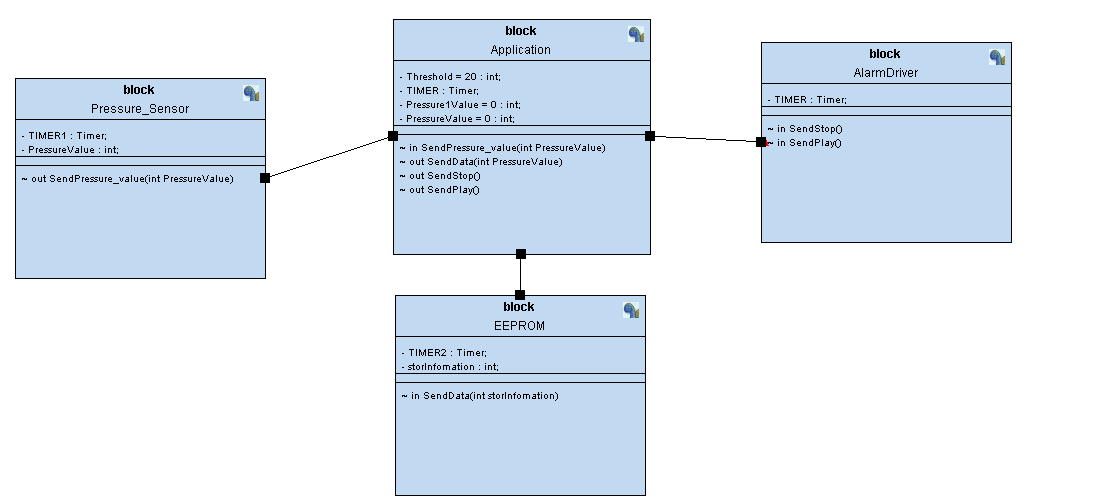 block
Pressure_Sensor
- TIMER1 : Timer;
- PressureValue : int;
~ out SendPressure_value(int PressureValue)
block
Application
- Threshold = 20 : int;
- TIMER : Timer;
- Pressure1Value = 0 : int;
- PressureValue = 0 : int;
~ in SendPressure_value(int PressureValue)
~ out SendData(int PressureValue)
~ out SendStop()
~ out SendPlay()
block
AlarmDriver
- TIMER : Timer;
~ in SendStop()
~ in SendPlay()
block
EEPROM
- TIMER2 : Timer;
- storInfomation : int;
~ in SendData(int storInfomation)